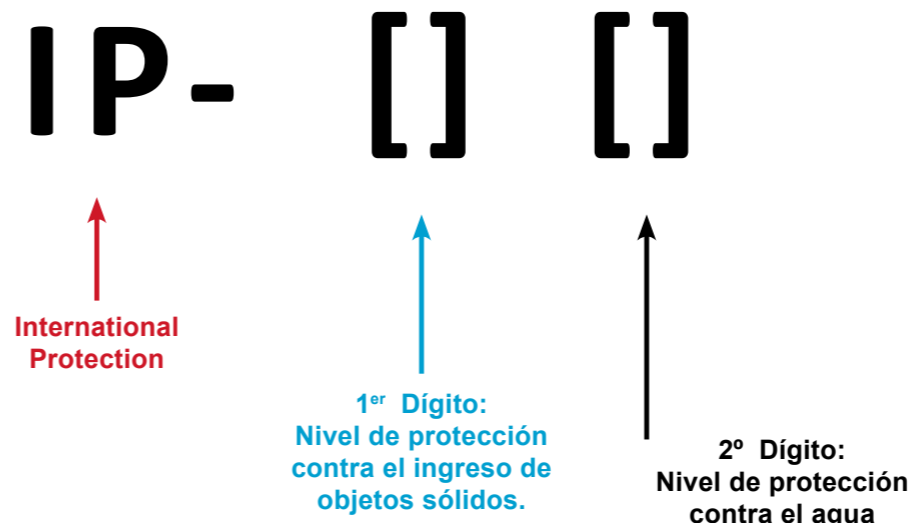 IP- [] []
International
Protection
1er Dígito:
Nivel de protección
contra el ingreso de
objetos sólidos.
2º Dígito:
Nivel de protección
contra el agua